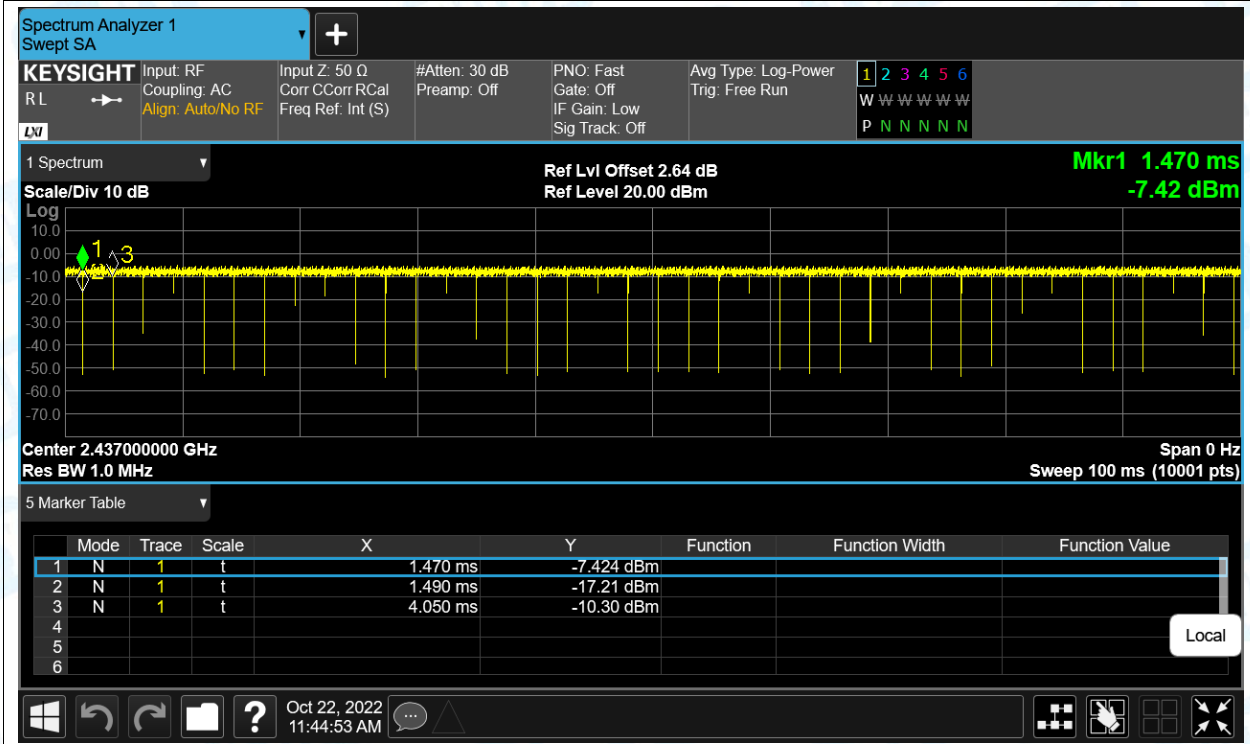 Spectrum Analyzer 1
Swept SA
+
KEYSIGHT
R L
LXI
Input: RF
Coupling: AC
Align: Auto/No RF
Input Z: 50 Ω
Corr CCorr RCal
Freq Ref: Int (S)
#Atten: 30 dB
Preamp: Off
PNO: Fast
Gate: Off
IF Gain: Low
Sig Track: Off
Avg Type: Log-Power
Trig: Free Run
1 2 3 4 5 6
W W W W W W
P N N N N N
1 Spectrum
Scale/Div 10 dB
Ref Lvl Offset 2.64 dB
Ref Level 20.00 dBm
Mkr1 1.470 ms
-7.42 dBm
Log
10.0
0.00
-10.0
-20.0
-30.0
-40.0
-50.0
-60.0
-70.0
1
2
3
Center 2.437000000 GHz
Res BW 1.0 MHz
Span 0 Hz
Sweep 100 ms (10001 pts)
5 Marker Table
Mode Trace Scale X Y Function Function Width Function Value
1 N 1 t 1.470 ms -7.424 dBm
2 N 1 t 1.490 ms -17.21 dBm
3 N 1 t 4.050 ms -10.30 dBm
4
5
6
Local
?
Oct 22, 2022
11:44:53 AM